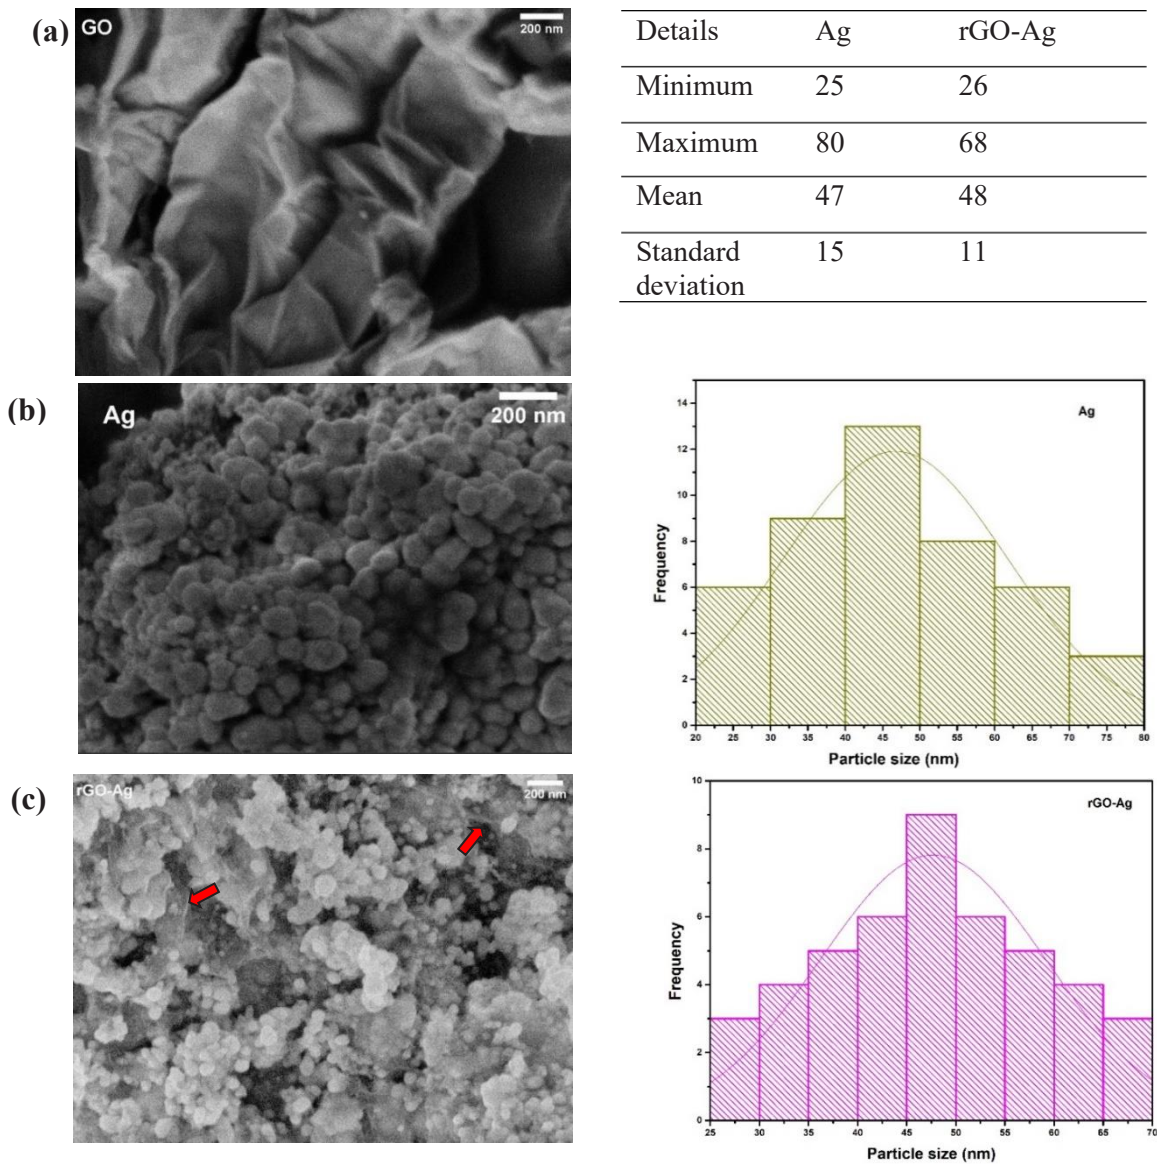 (a)
GO
200 nm
Details Ag rGO-Ag
Minimum 25 26
Maximum 80 68
Mean 47 48
Standard deviation 15 11
(b)
Ag
200 nm
Ag
14
12
10
8
6
4
2
0
Frequency
20 25 30 35 40 45 50 55 60 65 70 75 80
Particle size (nm)
(c)
rGO-Ag
200 nm
rGO-Ag
10
8
6
4
2
0
Frequency
25 30 35 40 45 50 55 60 65 70
Particle size (nm)